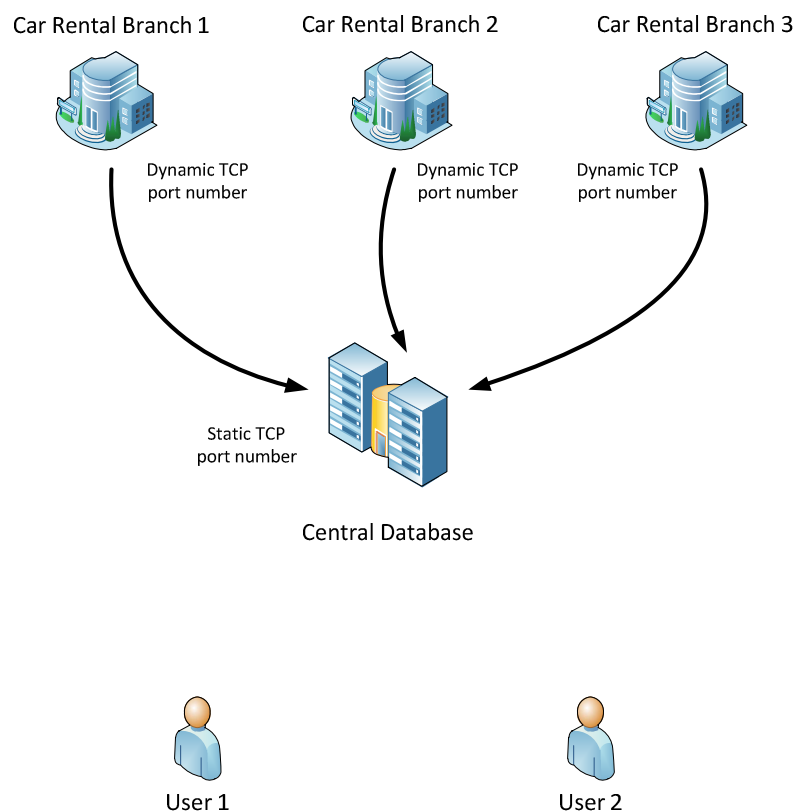 Car Rental Branch 1
Car Rental Branch 2
Car Rental Branch 3
Dynamic TCP
port number
Dynamic TCP
port number
Dynamic TCP
port number
Static TCP
port number
Central Database
User 1
User 2